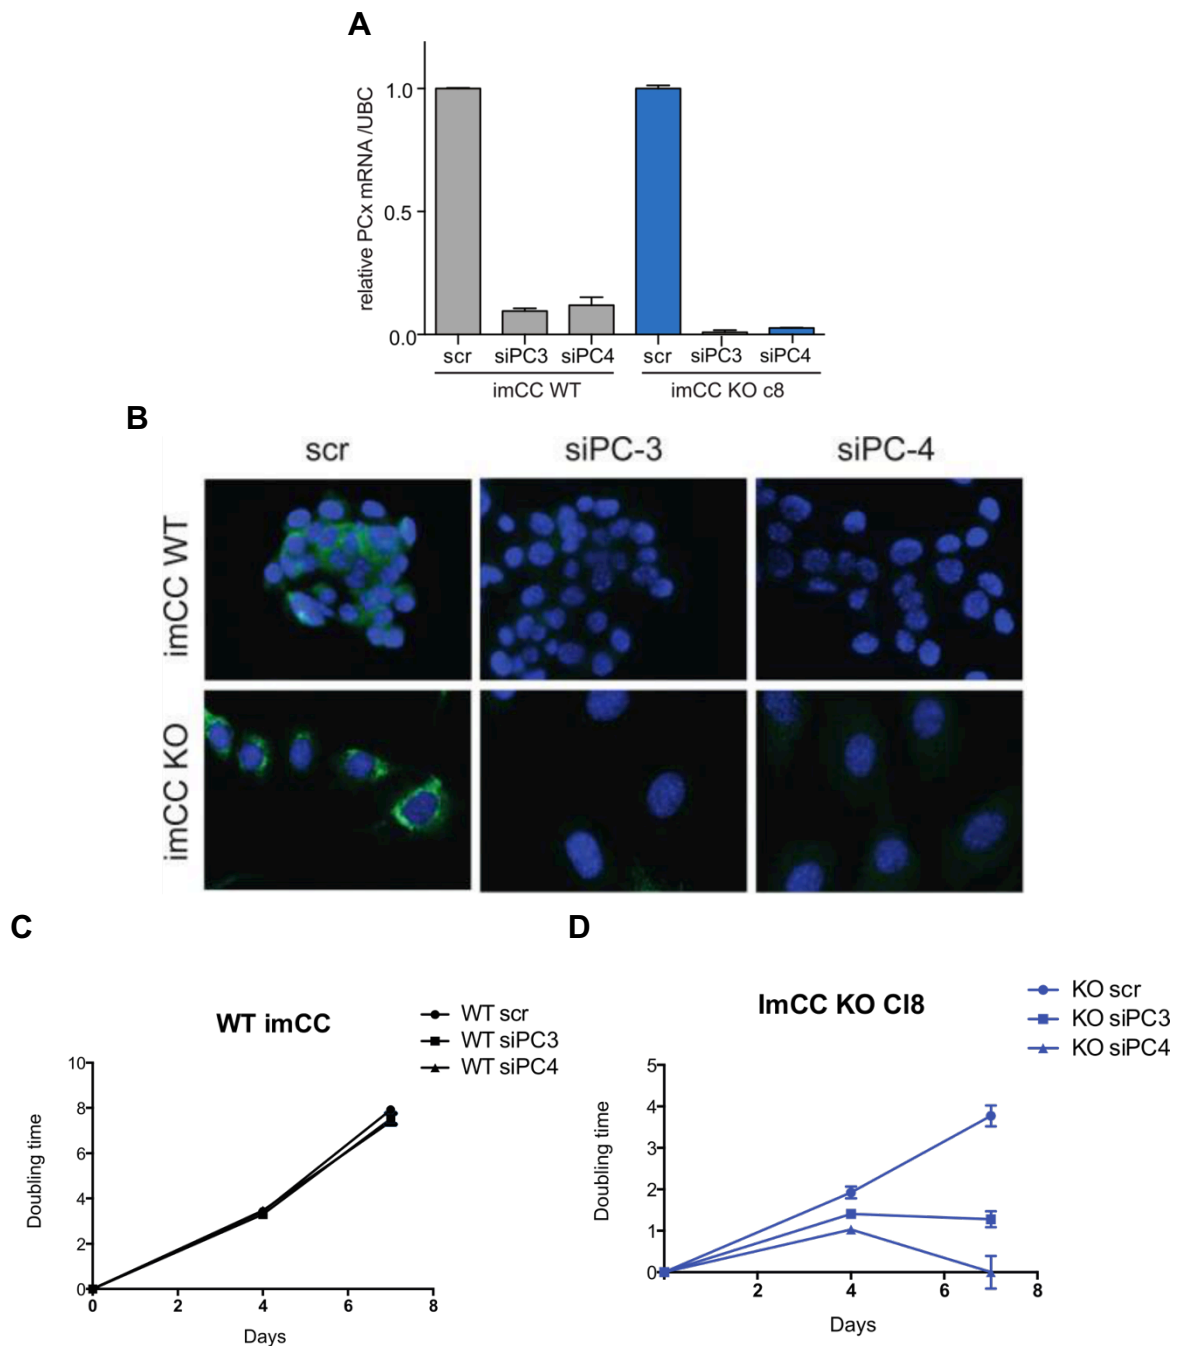 A
relative PCx mRNA /UBC
1.0
0.5
0.0
scr siPC3 siPC4 scr siPC3 siPC4
imCC WT imCC KO c8
B
scr siPC-3 siPC-4
imCC WT
imCC KO
C
WT imCC
WT scr
WT siPC3
WT siPC4
Doubling time
10
8
6
4
2
0
0 2 4 6 8
Days
D
ImCC KO Cl8
KO scr
KO siPC3
KO siPC4
Doubling time
5
4
3
2
1
0
2 4 6 8
Days